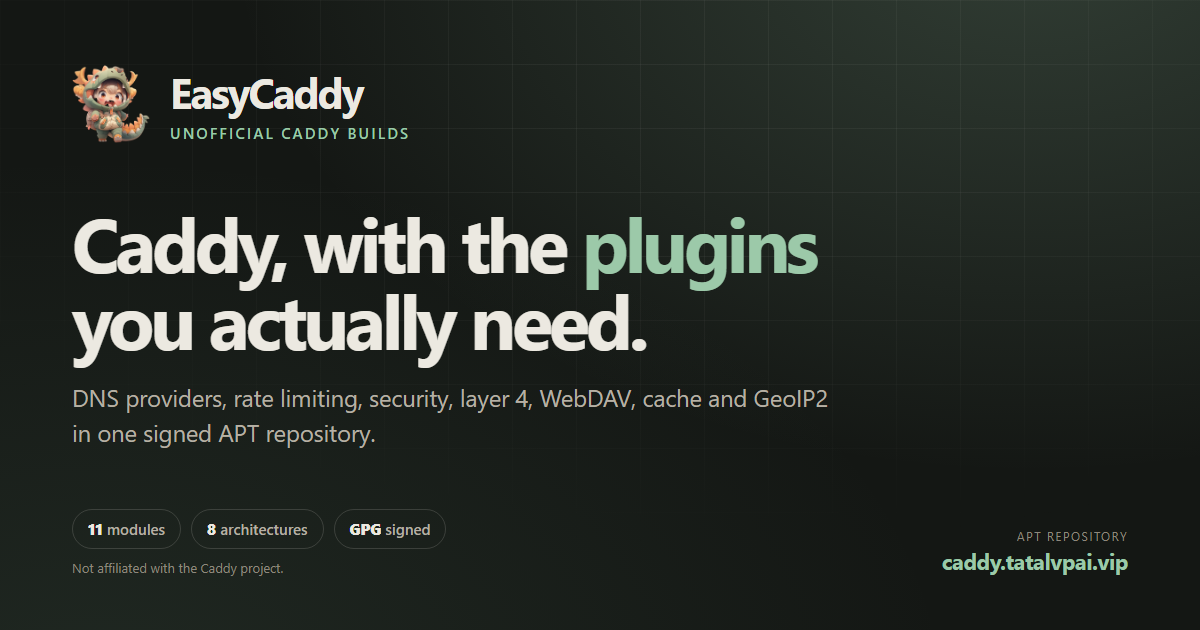 EasyCaddy
UNOFFICIAL CADDY BUILDS
Caddy, with the plugins
you actually need.
DNS providers, rate limiting, security, layer 4, WebDAV, cache and GeoIP2
in one signed APT repository.
11 modules
8 architectures
GPG signed
Not affiliated with the Caddy project.
APT REPOSITORY
caddy.tatalvpai.vip